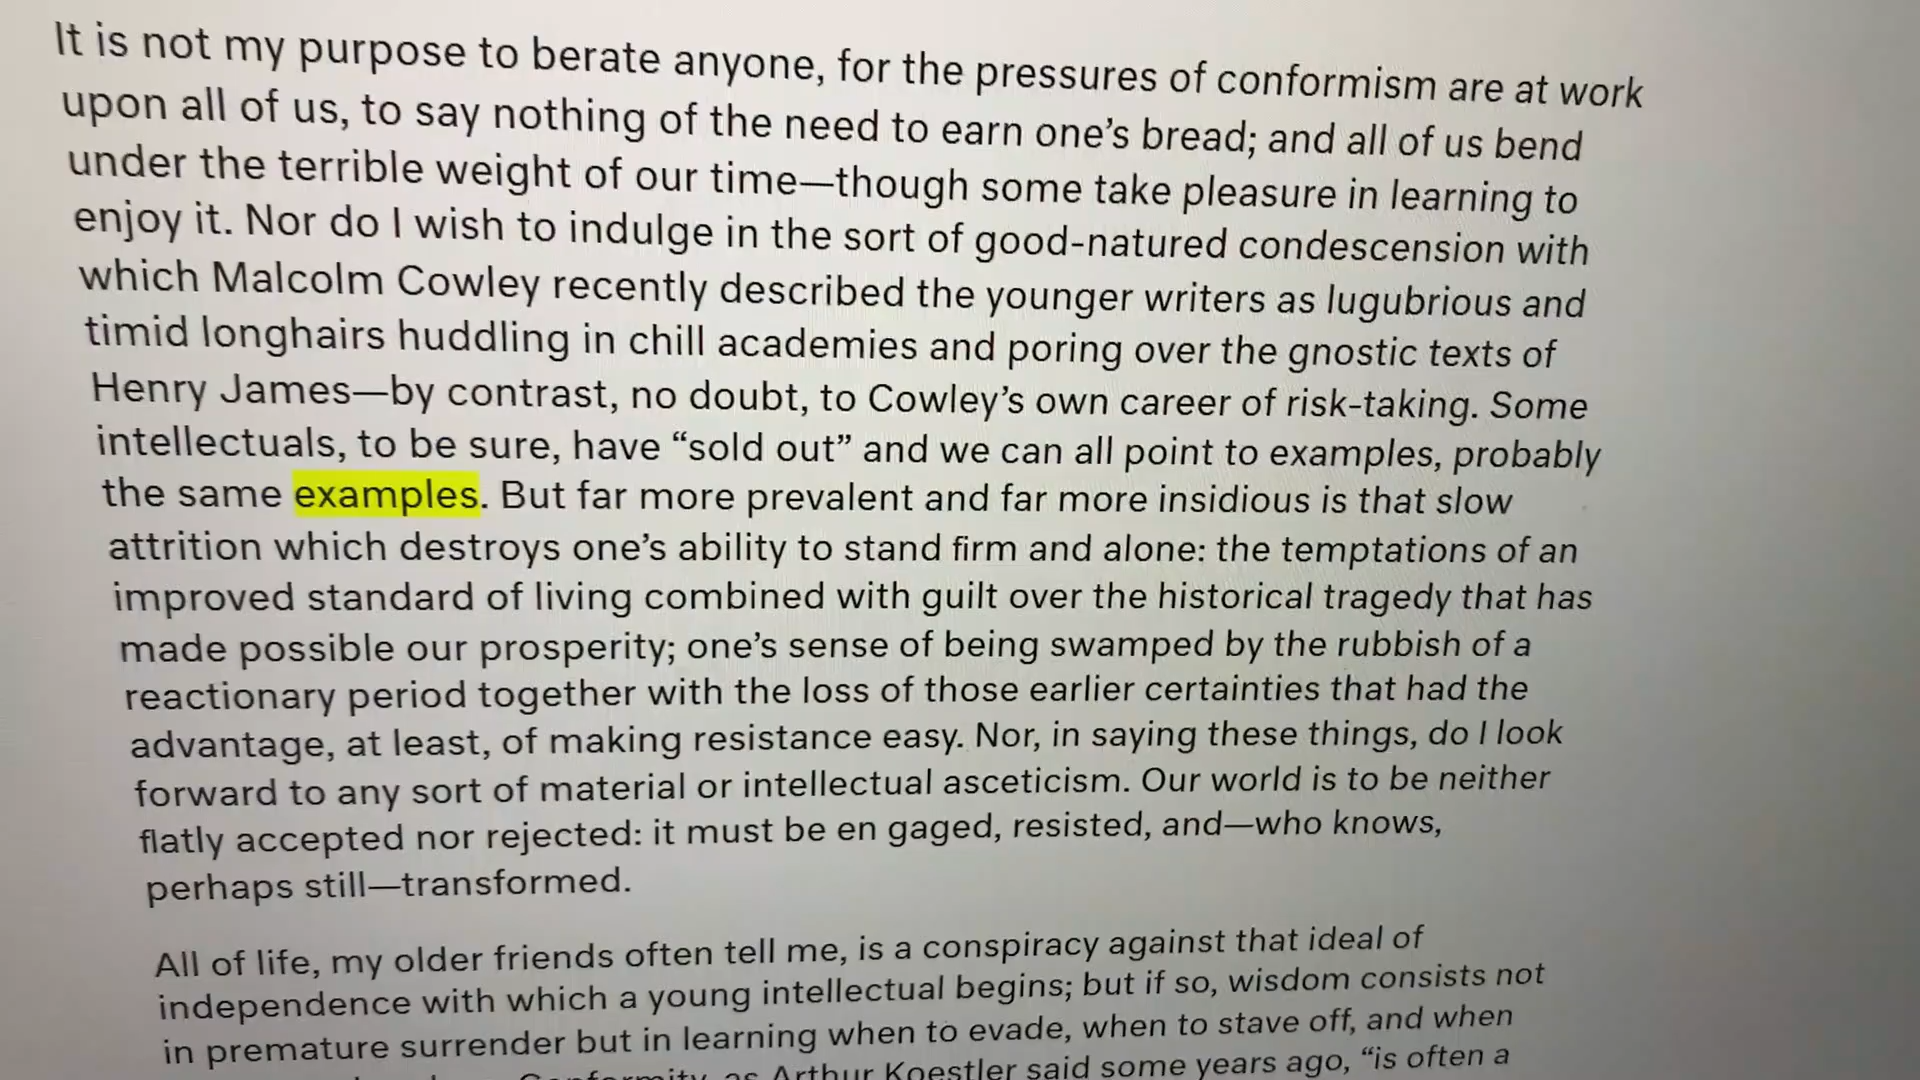 It is not my purpose to berate anyone, for the pressures of conformism are at work
upon all of us, to say nothing of the need to earn one’s bread; and all of us bend
under the terrible weight of our time—though some take pleasure in learning to
enjoy it. Nor do I wish to indulge in the sort of good-natured condescension with
which Malcolm Cowley recently described the younger writers as lugubrious and
timid longhairs huddling in chill academies and poring over the gnostic texts of
Henry James—by contrast, no doubt, to Cowley’s own career of risk-taking. Some
intellectuals, to be sure, have “sold out” and we can all point to examples, probably
the same examples. But far more prevalent and far more insidious is that slow
attrition which destroys one’s ability to stand firm and alone: the temptations of an
improved standard of living combined with guilt over the historical tragedy that has
made possible our prosperity; one’s sense of being swamped by the rubbish of a
reactionary period together with the loss of those earlier certainties that had the
advantage, at least, of making resistance easy. Nor, in saying these things, do I look
forward to any sort of material or intellectual asceticism. Our world is to be neither
flatly accepted nor rejected: it must be en gaged, resisted, and—who knows,
perhaps still—transformed.
All of life, my older friends often tell me, is a conspiracy against that ideal of
independence with which a young intellectual begins; but if so, wisdom consists not
in premature surrender but in learning when to evade, when to stave off, and when
Conformity, as Arthur Koestler said some years ago, “is often a